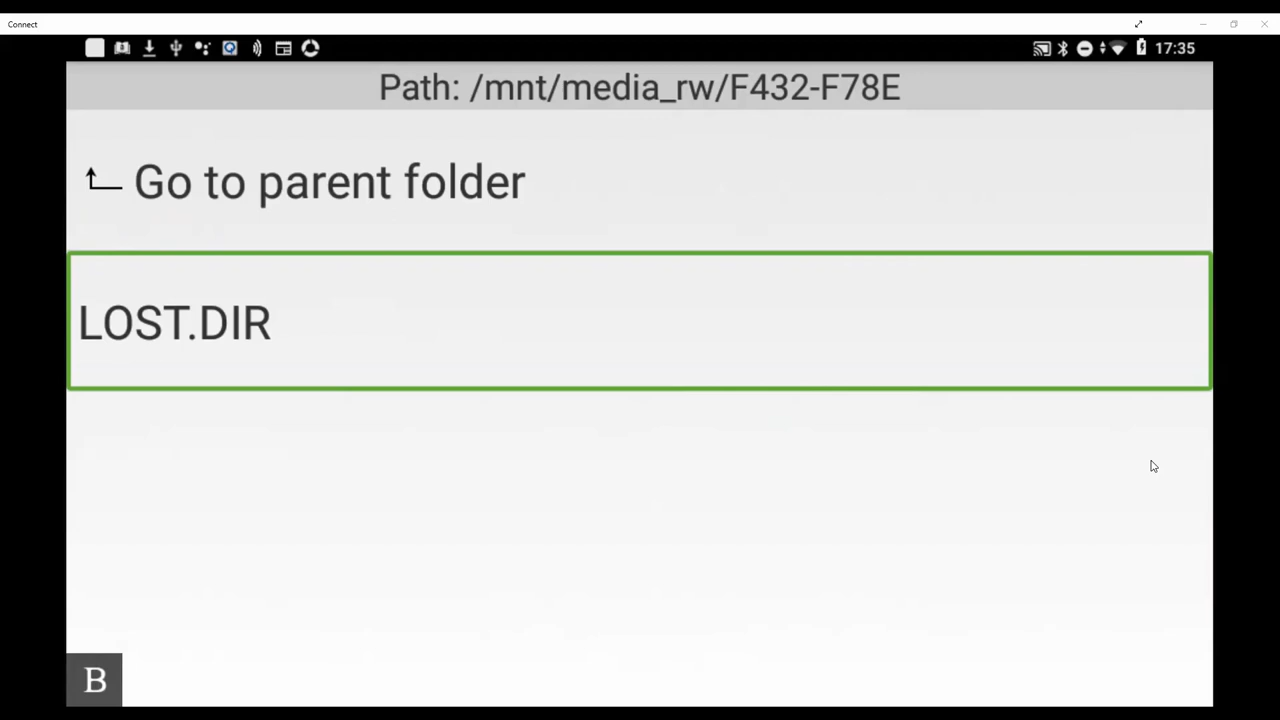 Connect
17:35
Path: /mnt/media_rw/F432-F78E
Go to parent folder
LOST.DIR
B